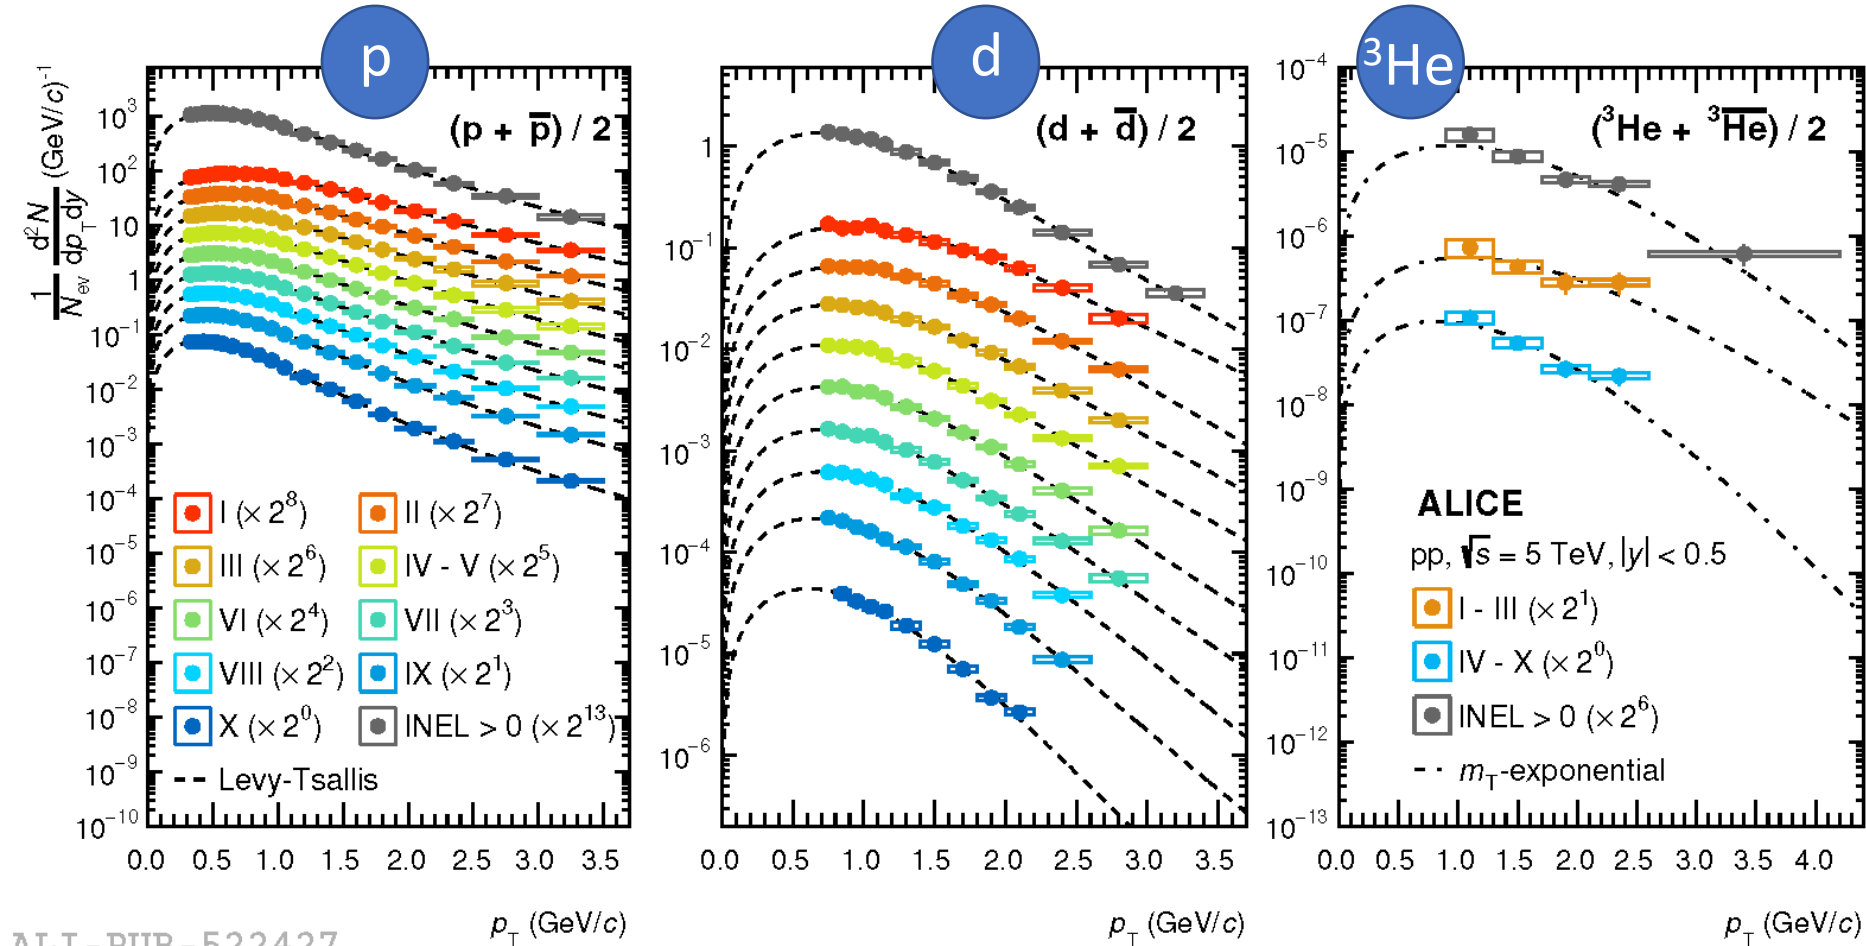 p
d
³He
1/N_ev d²N/dp_Tdy (GeV/c)⁻¹
(p + p̅) / 2
10³
10²
10
1
10⁻¹
10⁻²
10⁻³
10⁻⁴
10⁻⁵
10⁻⁶
10⁻⁷
10⁻⁸
10⁻⁹
10⁻¹⁰
I (× 2⁸)
II (× 2⁷)
III (× 2⁶)
IV - V (× 2⁵)
VI (× 2⁴)
VII (× 2³)
VIII (× 2²)
IX (× 2¹)
X (× 2⁰)
INEL > 0 (× 2¹³)
Levy-Tsallis
0.0 0.5 1.0 1.5 2.0 2.5 3.0 3.5
p_T (GeV/c)
(d + d̅) / 2
1
10⁻¹
10⁻²
10⁻³
10⁻⁴
10⁻⁵
10⁻⁶
0.0 0.5 1.0 1.5 2.0 2.5 3.0 3.5
p_T (GeV/c)
(³He + ³H̅e̅) / 2
10⁻⁴
10⁻⁵
10⁻⁶
10⁻⁷
10⁻⁸
10⁻⁹
10⁻¹⁰
10⁻¹¹
10⁻¹²
10⁻¹³
ALICE
pp, √s = 5 TeV, |y| < 0.5
I - III (× 2¹)
IV - X (× 2⁰)
INEL > 0 (× 2⁶)
m_T-exponential
0.0 0.5 1.0 1.5 2.0 2.5 3.0 3.5 4.0
p_T (GeV/c)
ALI-PUB-522427